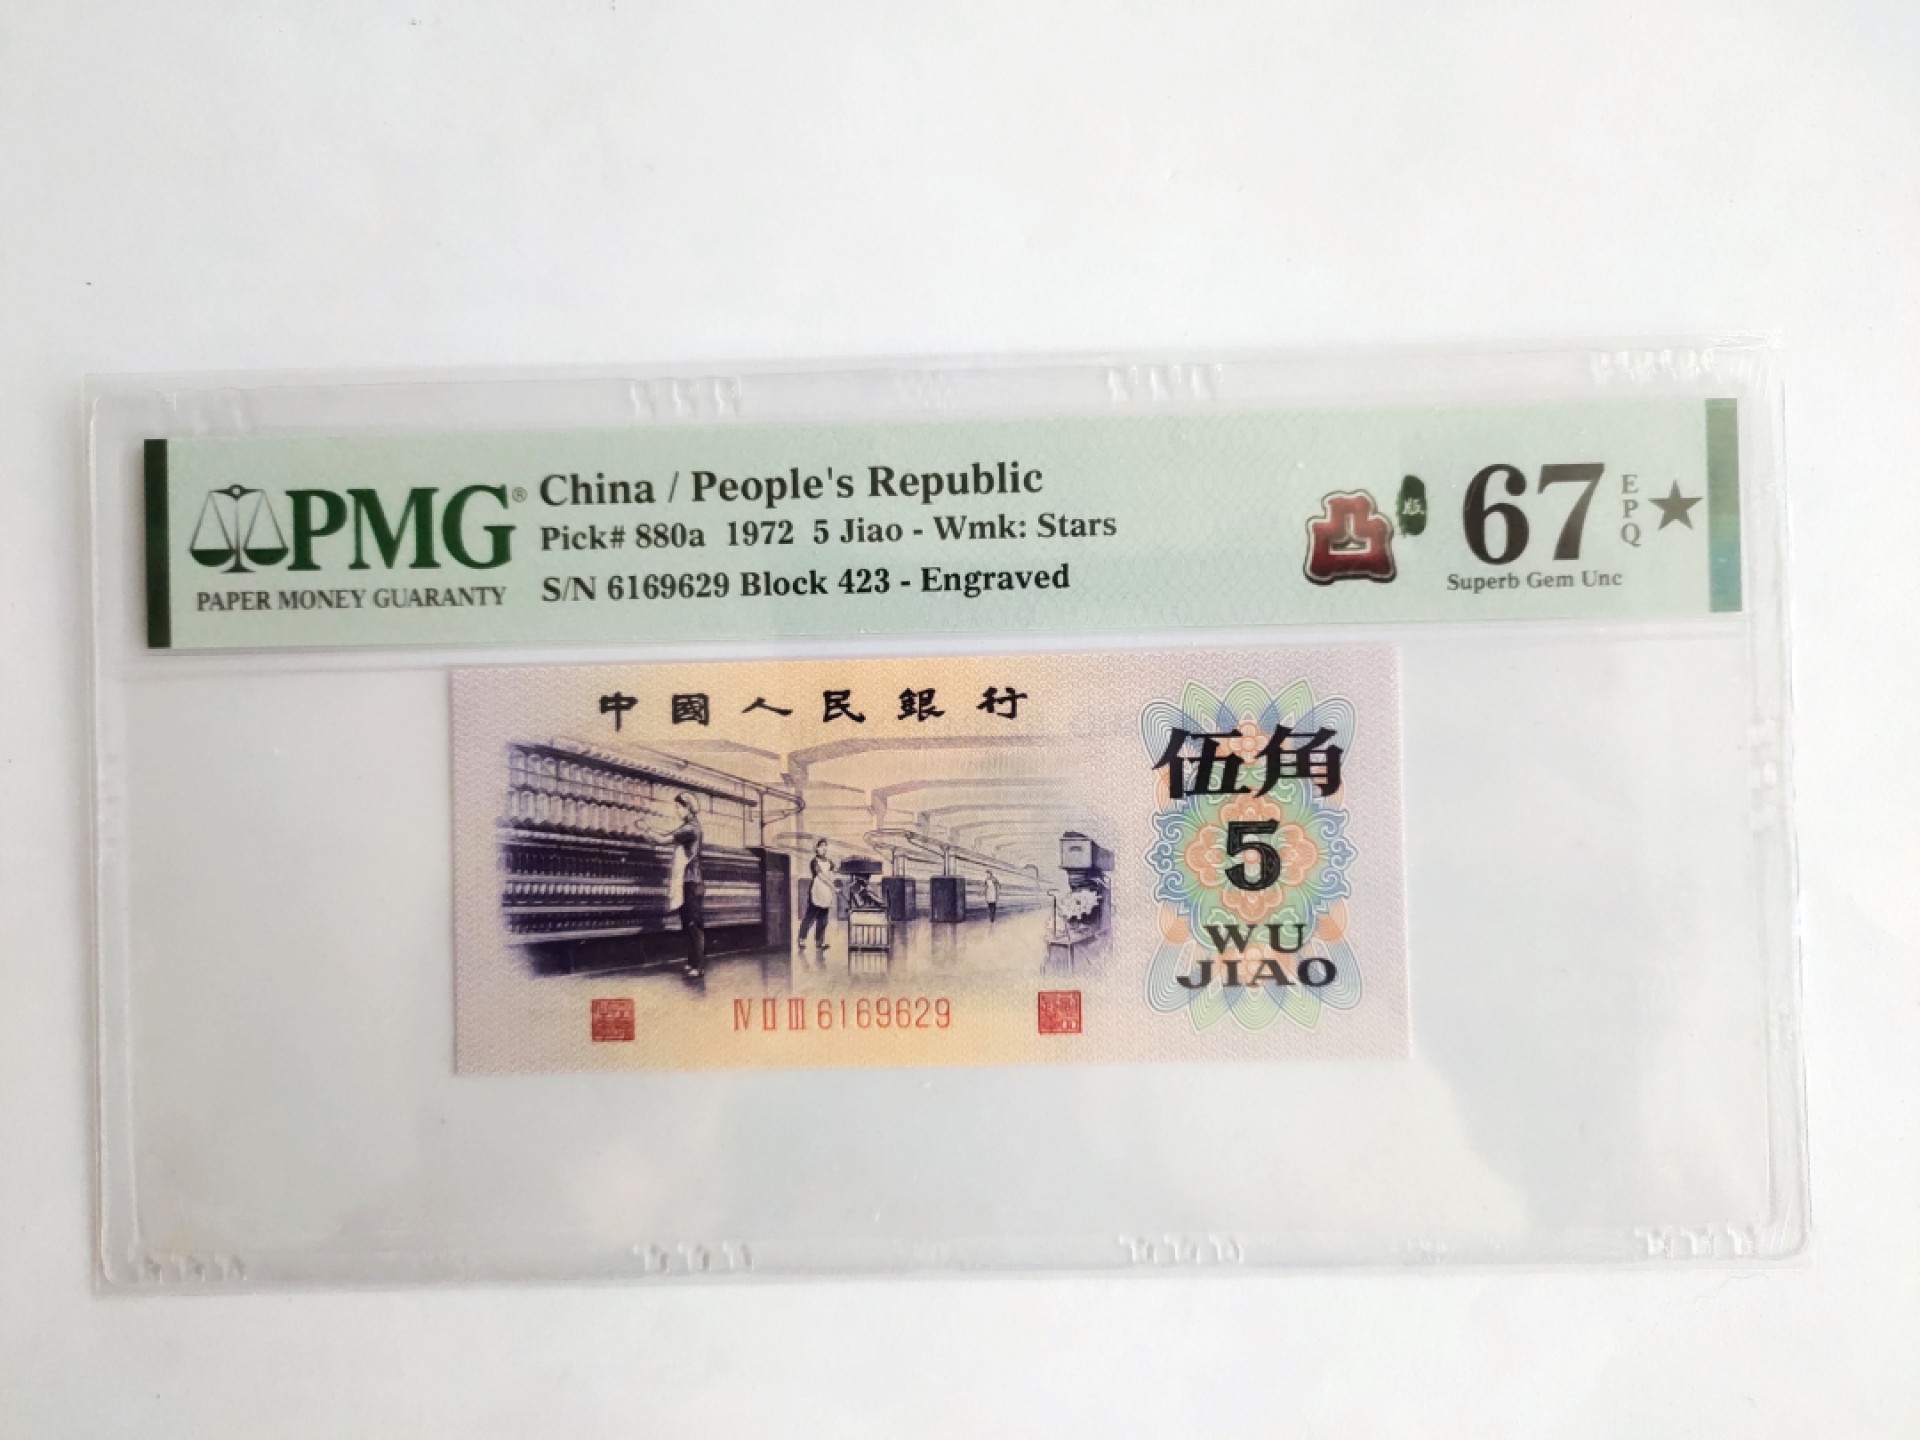 PMG®
PAPER MONEY GUARANTY
China / People's Republic
Pick# 880a 1972 5 Jiao - Wmk: Stars
S/N 6169629 Block 423 - Engraved
凸版
67 EPQ ★
Superb Gem Unc
中國人民銀行
伍角
5
WU
JIAO
Ⅳ Ⅱ Ⅲ 6169629